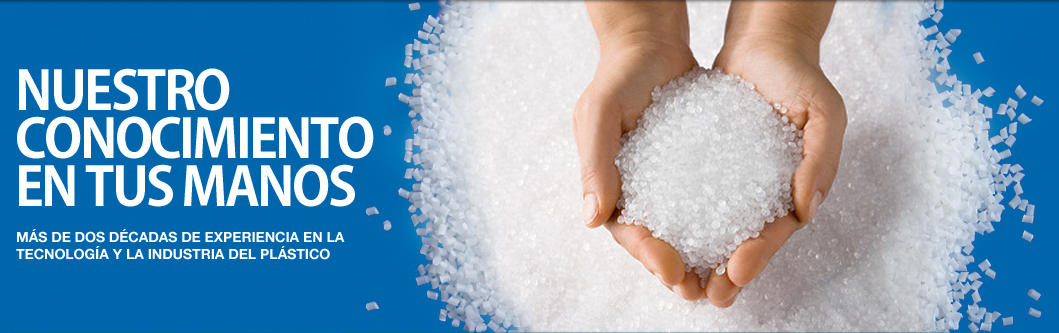 NUESTRO
CONOCIMIENTO
EN TUS MANOS
MÁS DE DOS DÉCADAS DE EXPERIENCIA EN LA
TECNOLOGÍA Y LA INDUSTRIA DEL PLÁSTICO